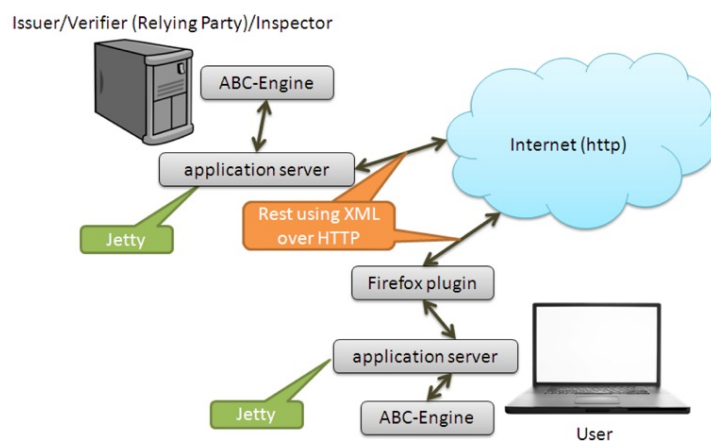 Issuer/Verifier (Relying Party)/Inspector
ABC-Engine
Internet (http)
application server
Rest using XML
over HTTP
Jetty
Firefox plugin
application server
Jetty
ABC-Engine
User